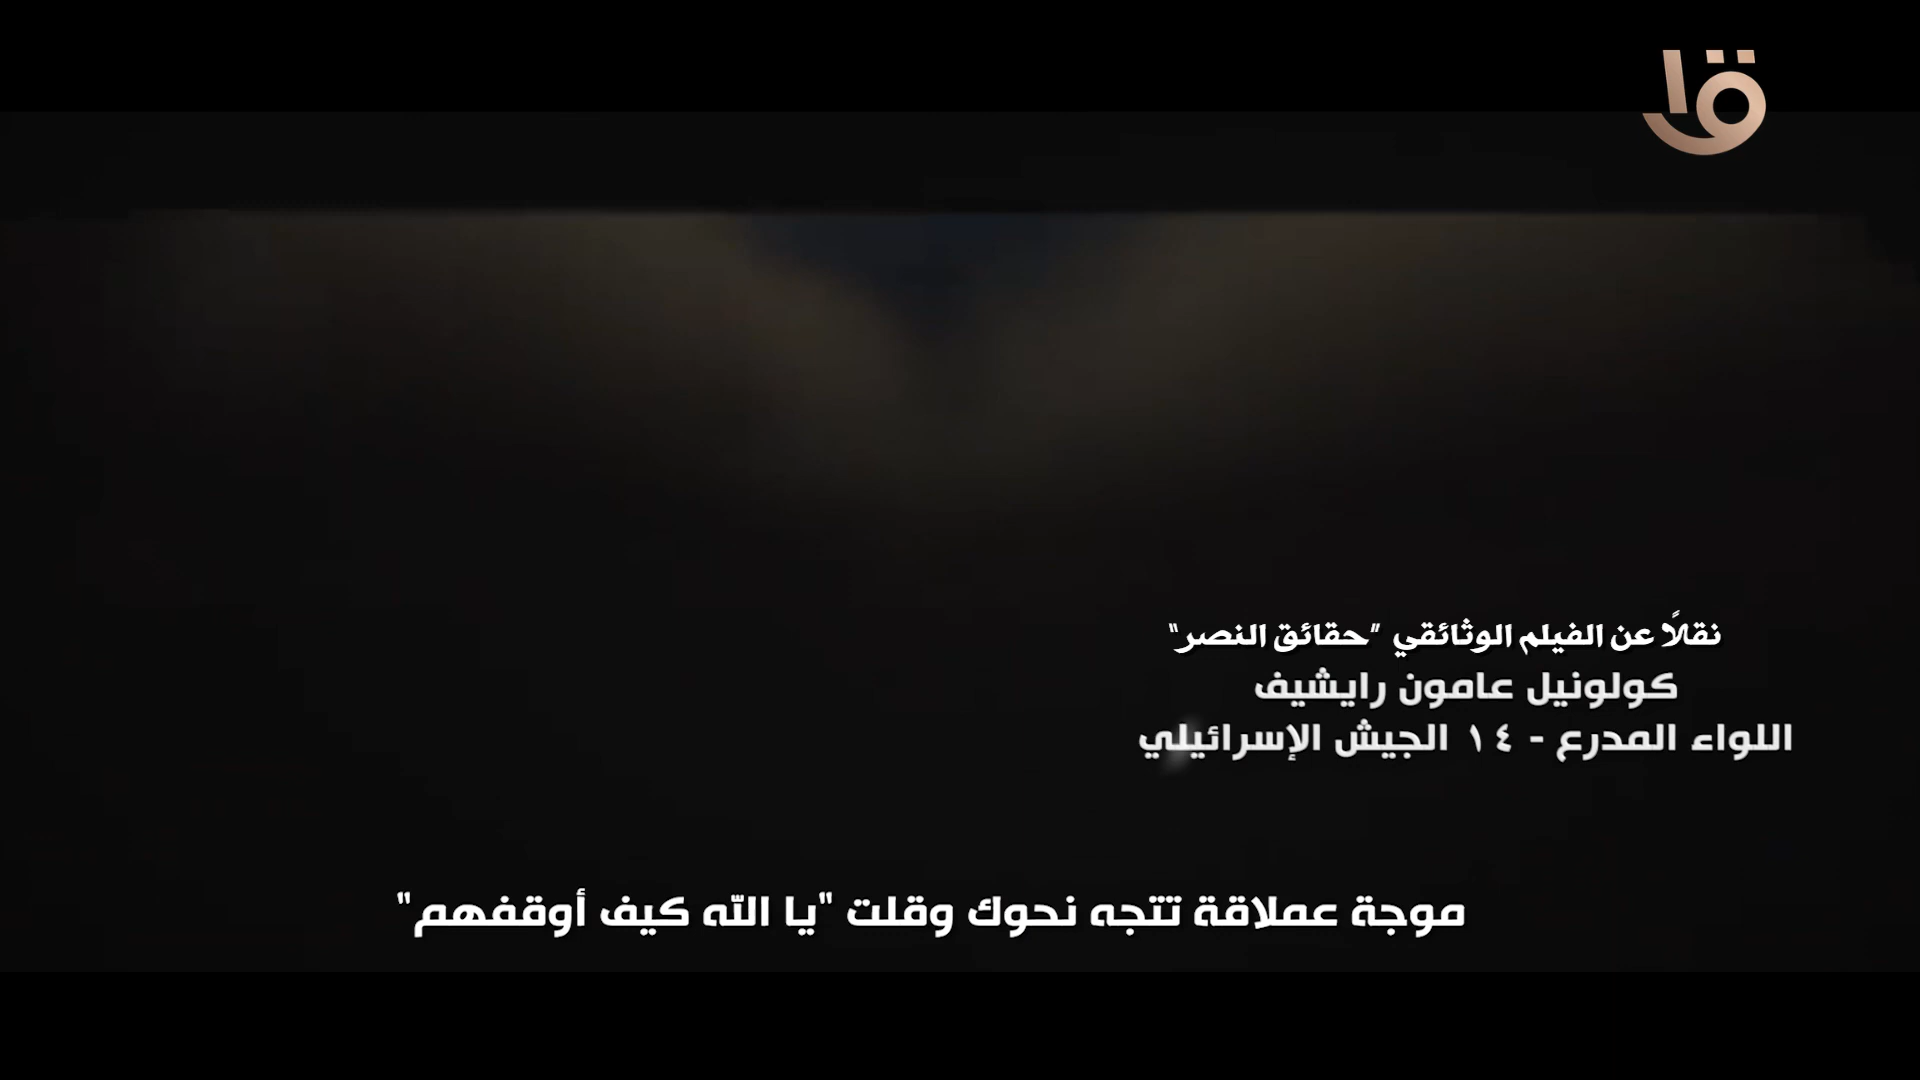 نقلًا عن الفيلم الوثائقي "حقائق النصر"
كولونيل عامون رايشيف
اللواء المدرع - ١٤ الجيش الإسرائيلي
موجة عملاقة تتجه نحوك وقلت "يا الله كيف أوقفهم"